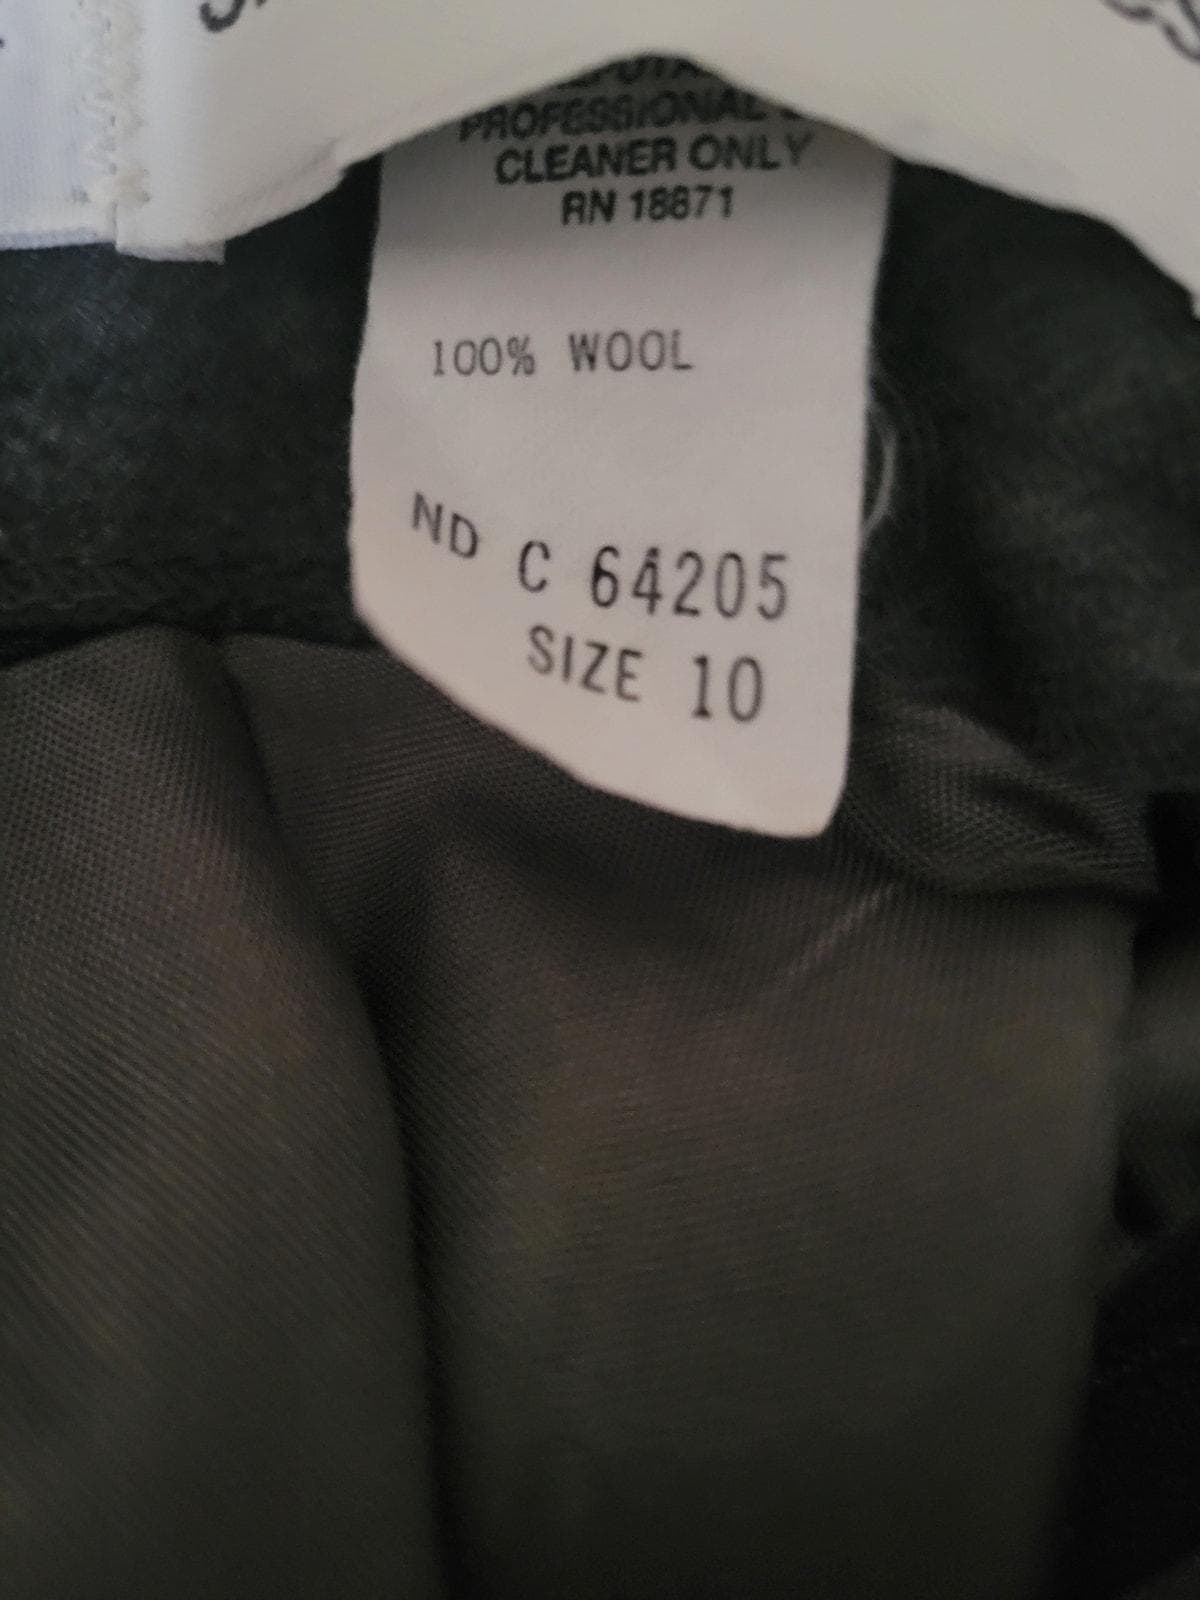 PROFESSIONAL
CLEANER ONLY
RN 18871
100% WOOL
ND C 64205
SIZE 10